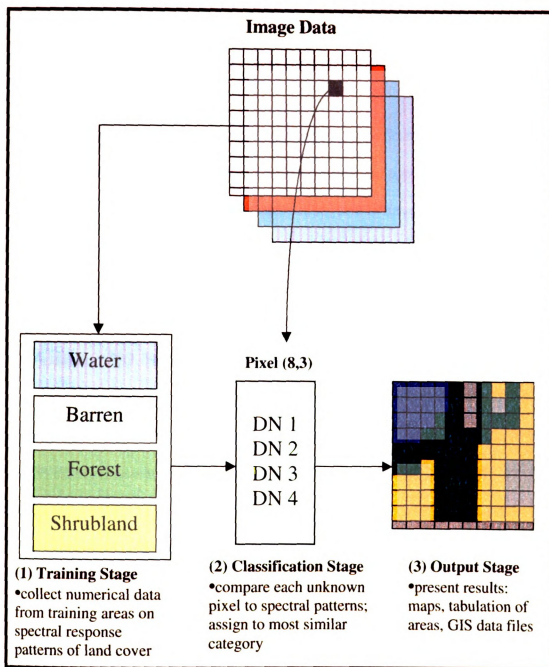 Image Data
Water
Barren
Forest
Shrubland
Pixel (8,3)
DN 1
DN 2
DN 3
DN 4
(1) Training Stage
•collect numerical data
from training areas on
spectral response
patterns of land cover
(2) Classification Stage
•compare each unknown
pixel to spectral patterns;
assign to most similar
category
(3) Output Stage
•present results:
maps, tabulation of
areas, GIS data files